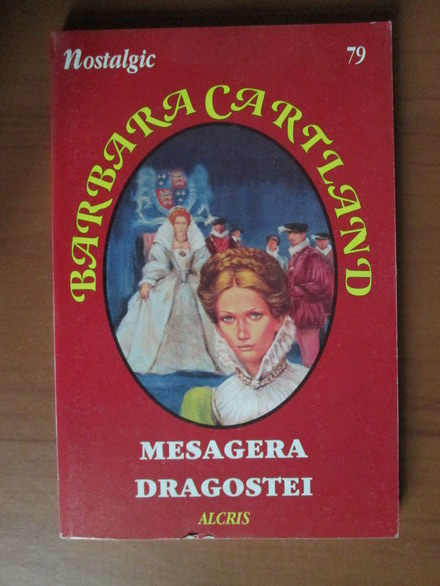 Nostalgic 79
BARBARA CARTLAND
MESAGERA
DRAGOSTEI
ALCRIS